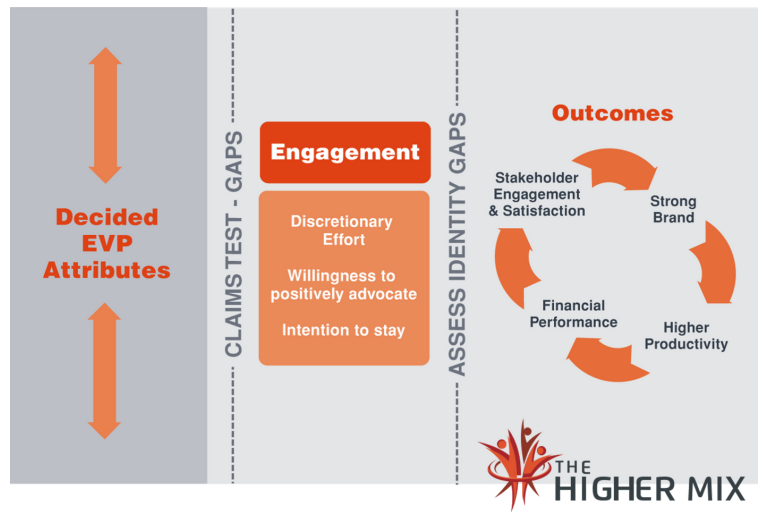 Decided
EVP
Attributes
CLAIMS TEST - GAPS
Engagement
Discretionary
Effort
Willingness to
positively advocate
Intention to stay
ASSESS IDENTITY GAPS
Outcomes
Stakeholder
Engagement
& Satisfaction
Strong
Brand
Higher
Productivity
Financial
Performance
THE
HIGHER MIX